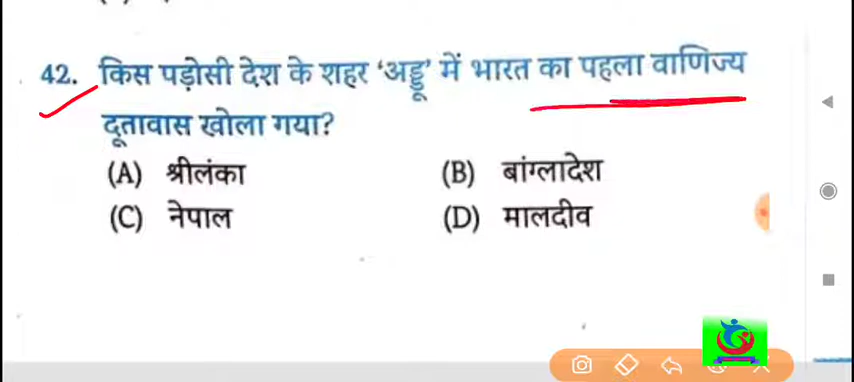 42. किस पड़ोसी देश के शहर 'अड्डू' में भारत का पहला वाणिज्य
दूतावास खोला गया?
(A) श्रीलंका (B) बांग्लादेश
(C) नेपाल (D) मालदीव